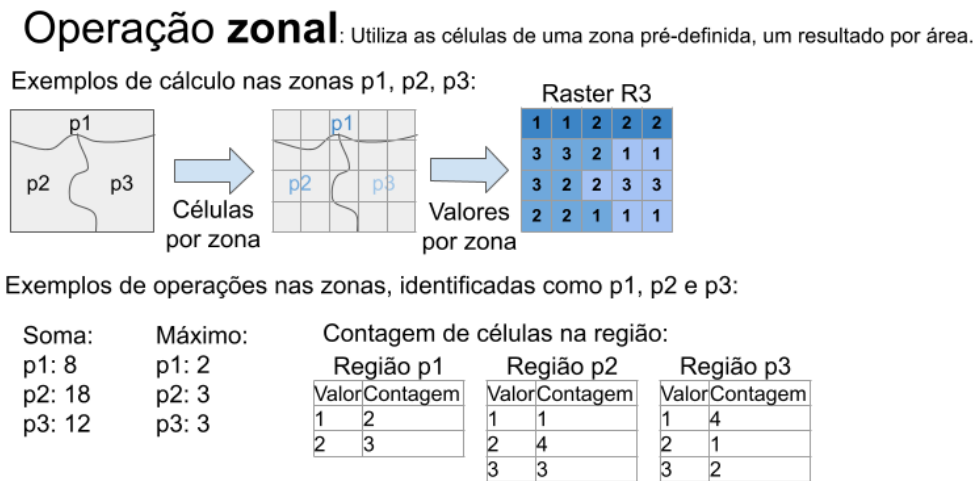 Operação zonal: Utiliza as células de uma zona pré-definida, um resultado por área.
Exemplos de cálculo nas zonas p1, p2, p3:
Raster R3
p1
p2 p3
Células
por zona
p1
p2 p3
Valores
por zona
1 1 2 2 2
3 3 2 1 1
3 2 2 3 3
2 2 1 1 1
Exemplos de operações nas zonas, identificadas como p1, p2 e p3:
Soma:
p1: 8
p2: 18
p3: 12
Máximo:
p1: 2
p2: 3
p3: 3
Contagem de células na região:
Região p1
Valor Contagem
1 2
2 3
Região p2
Valor Contagem
1 1
2 4
3 3
Região p3
Valor Contagem
1 4
2 1
3 2